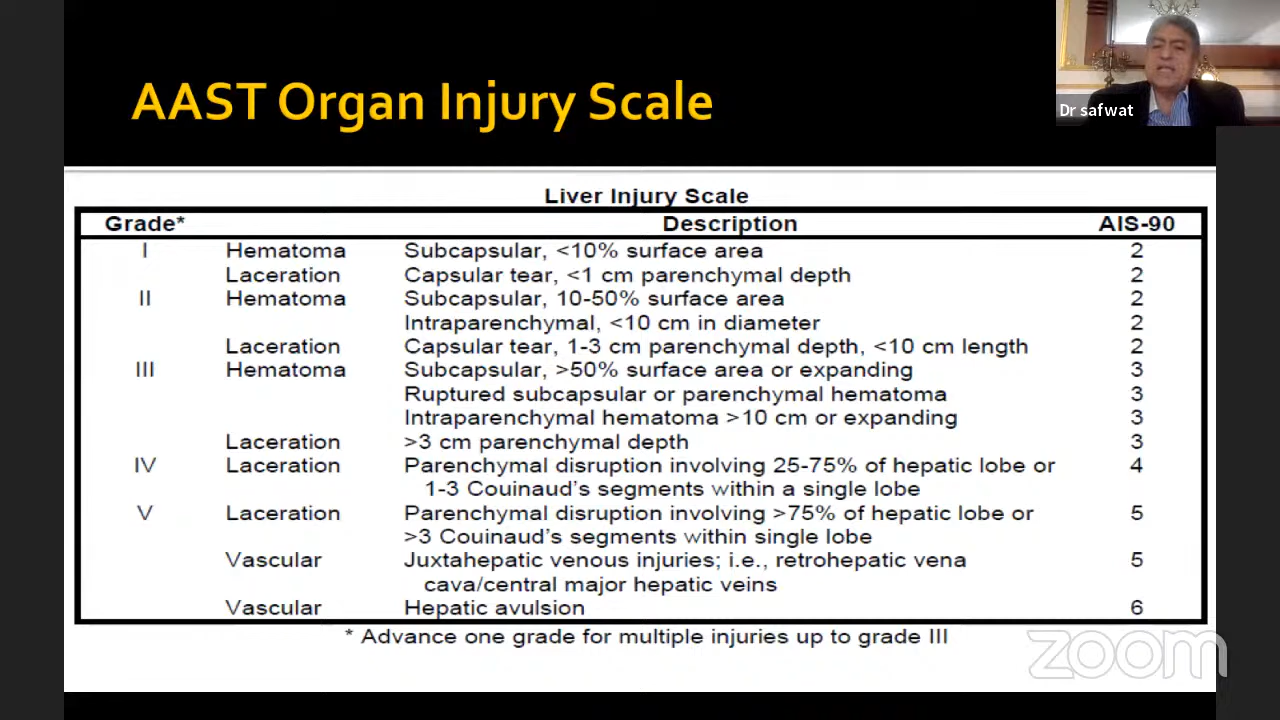 AAST Organ Injury Scale
Dr safwat
Liver Injury Scale
Grade* Description AIS-90
I Hematoma Subcapsular, <10% surface area 2
Laceration Capsular tear, <1 cm parenchymal depth 2
II Hematoma Subcapsular, 10-50% surface area 2
Intraparenchymal, <10 cm in diameter 2
Laceration Capsular tear, 1-3 cm parenchymal depth, <10 cm length 2
III Hematoma Subcapsular, >50% surface area or expanding 3
Ruptured subcapsular or parenchymal hematoma 3
Intraparenchymal hematoma >10 cm or expanding 3
Laceration >3 cm parenchymal depth 3
IV Laceration Parenchymal disruption involving 25-75% of hepatic lobe or 4
1-3 Couinaud's segments within a single lobe
V Laceration Parenchymal disruption involving >75% of hepatic lobe or 5
>3 Couinaud's segments within single lobe
Vascular Juxtahepatic venous injuries; i.e., retrohepatic vena 5
cava/central major hepatic veins
Vascular Hepatic avulsion 6
* Advance one grade for multiple injuries up to grade III
zoom